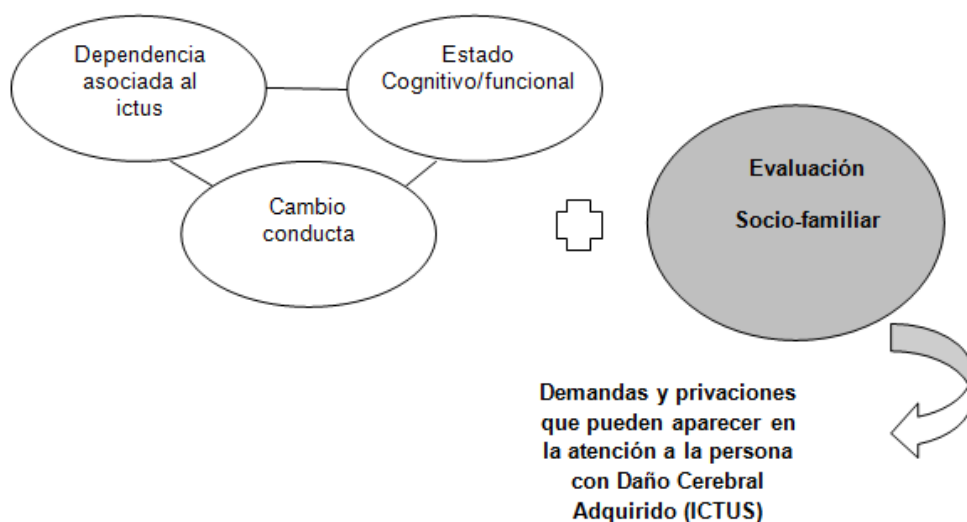 Dependencia
asociada al
ictus
Estado
Cognitivo/funcional
Cambio
conducta
Evaluación
Socio-familiar
Demandas y privaciones
que pueden aparecer en
la atención a la persona
con Daño Cerebral
Adquirido (ICTUS)